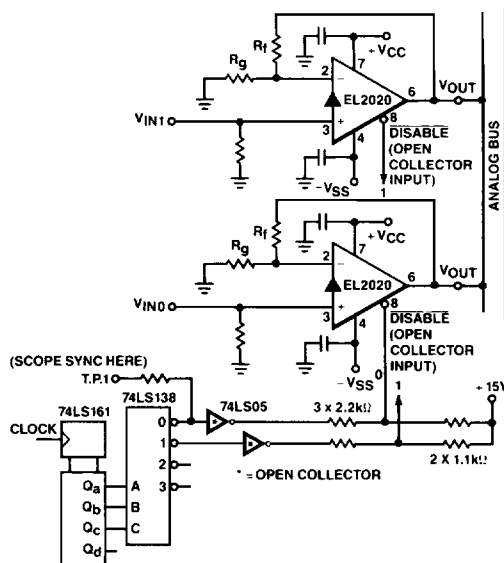 Rf
+VCC
Rg
2
−
7
EL2020
6
VOUT
VIN1
3
+
4
8
DISABLE
(OPEN
COLLECTOR
INPUT)
−VSS
1
ANALOG BUS
Rf
+VCC
Rg
2
−
7
EL2020
6
VOUT
VIN0
3
+
4
8
DISABLE
(OPEN
COLLECTOR
INPUT)
−VSS
0
1
(SCOPE SYNC HERE)
T.P.1
+15V
74LS138
74LS05
3 x 2.2kΩ
74LS161
0
CLOCK
1
2 X 1.1kΩ
2
* = OPEN COLLECTOR
3
Qa
A
Qb
B
Qc
C
Qd